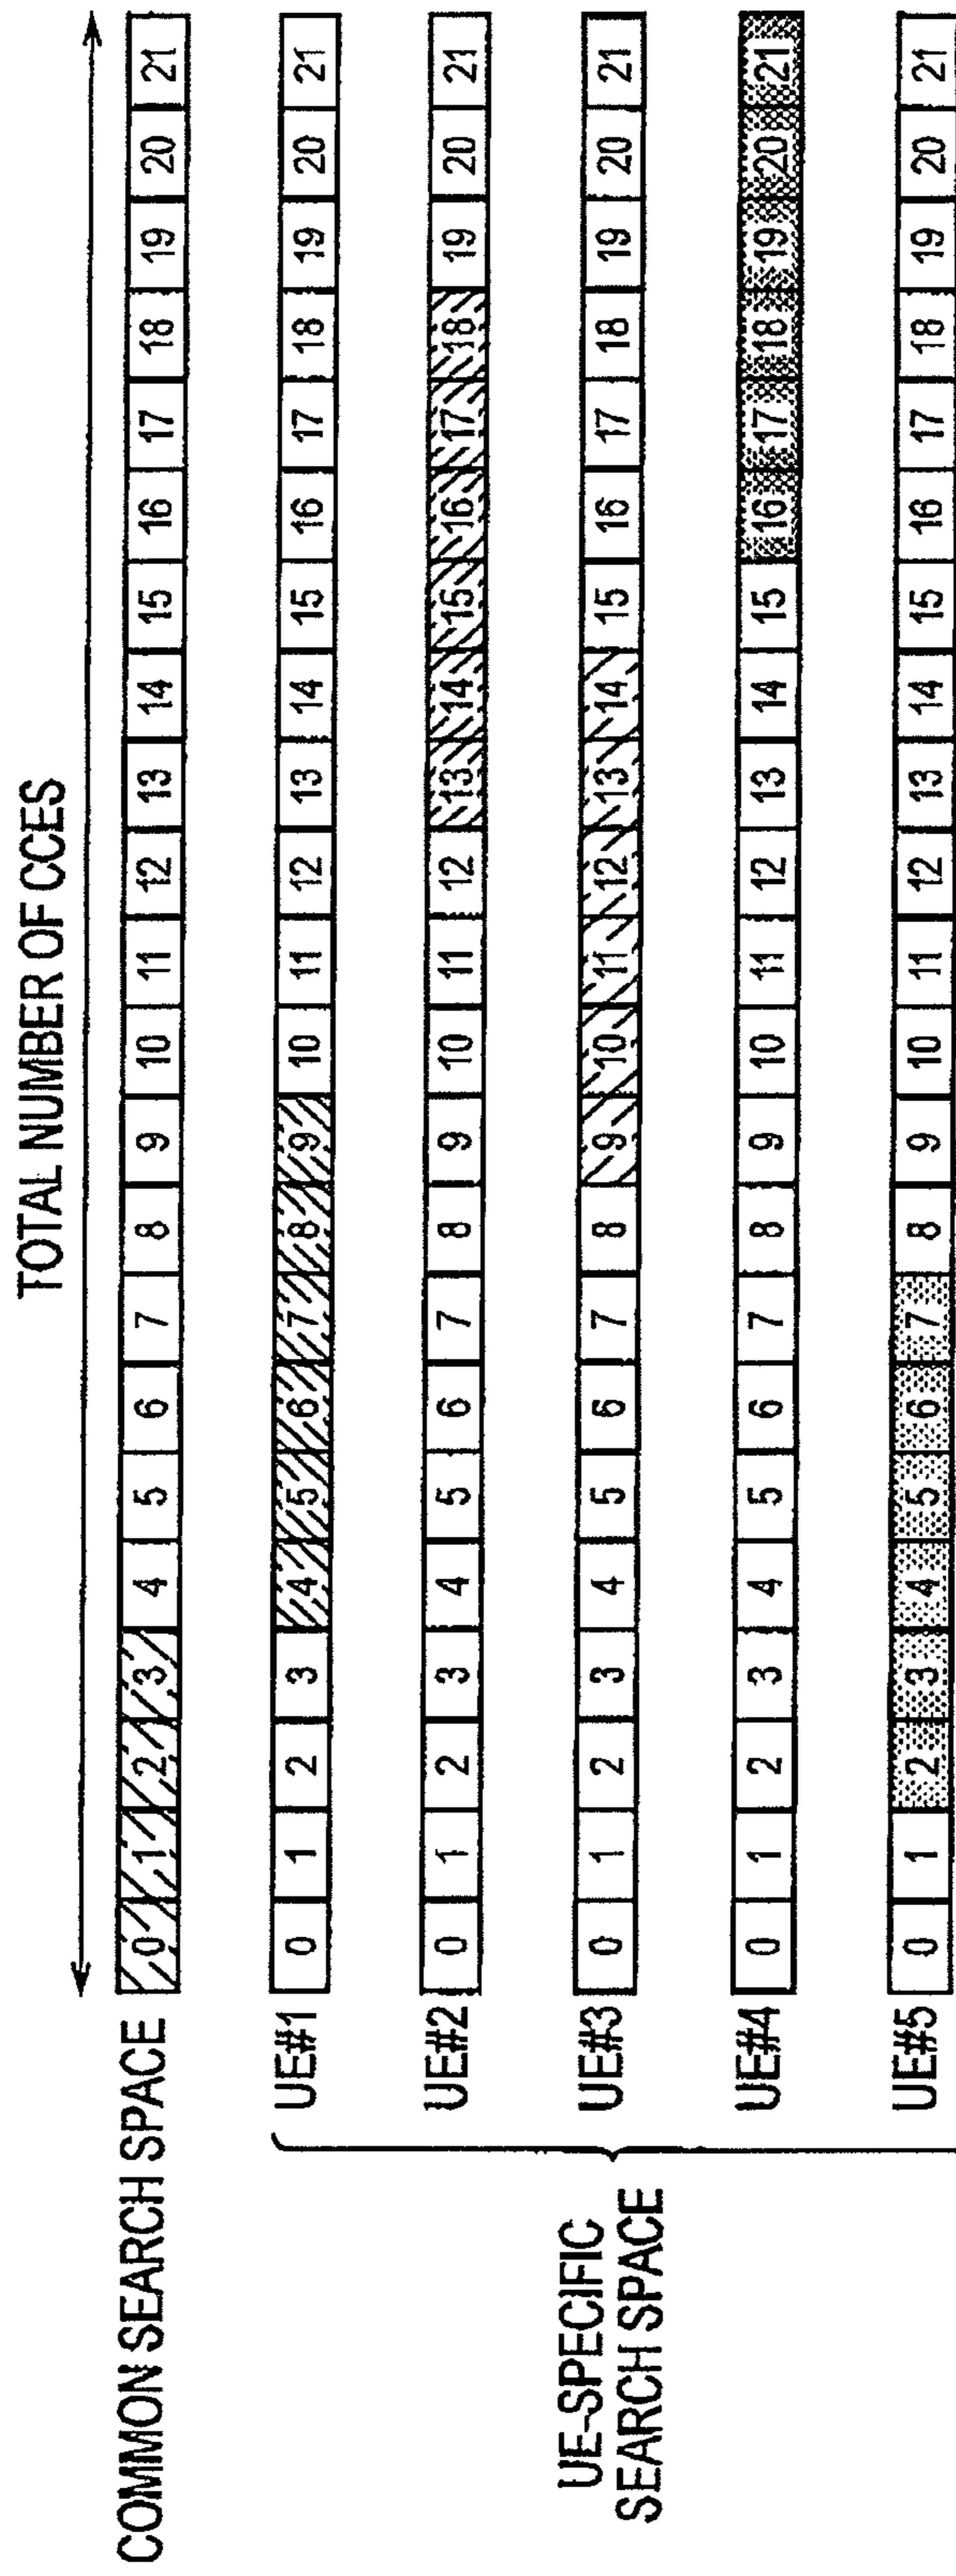 TOTAL NUMBER OF CCES
COMMON SEARCH SPACE 0 1 2 3 4 5 6 7 8 9 10 11 12 13 14 15 16 17 18 19 20 21
UE#1 0 1 2 3 4 5 6 7 8 9 10 11 12 13 14 15 16 17 18 19 20 21
UE#2 0 1 2 3 4 5 6 7 8 9 10 11 12 13 14 15 16 17 18 19 20 21
UE-SPECIFIC
SEARCH SPACE
UE#3 0 1 2 3 4 5 6 7 8 9 10 11 12 13 14 15 16 17 18 19 20 21
UE#4 0 1 2 3 4 5 6 7 8 9 10 11 12 13 14 15 16 17 18 19 20 21
UE#5 0 1 2 3 4 5 6 7 8 9 10 11 12 13 14 15 16 17 18 19 20 21